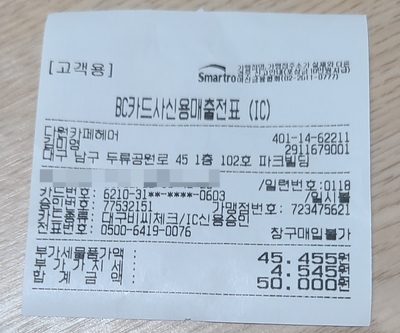 [고객용]
Smartro
BC카드사신용매출전표 (IC)
다원카페헤어 401-14-62211
김미영 2911679001
대구 남구 두류공원로 45 1층 102호 파크빌딩
/일련번호:0118
카드번호: 6210-31**-****-0603 /일시불
승인번호: 77532151 가맹점번호: 723475621
카드종류: 대구비씨체크/IC신용승인
전표번호: 0500-6419-0076 창구매입불가
부가세물품가액 : 45,455원
부 가 가 치 세 : 4,545원
합 계 금 액 : 50,000원